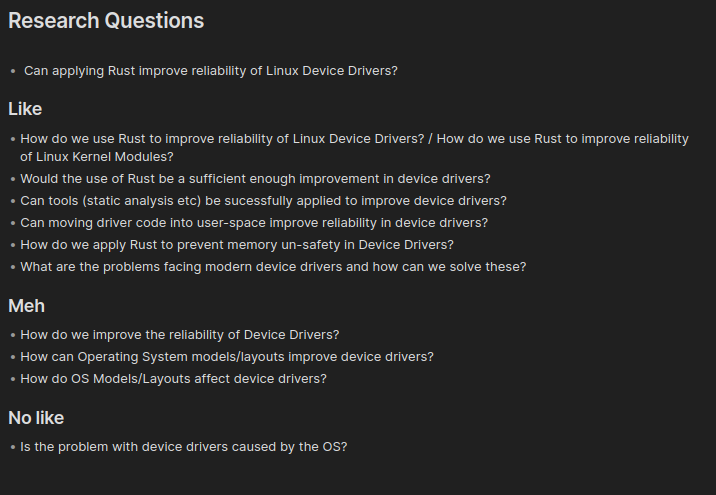 Research Questions
• Can applying Rust improve reliability of Linux Device Drivers?
Like
• How do we use Rust to improve reliability of Linux Device Drivers? / How do we use Rust to improve reliability
of Linux Kernel Modules?
• Would the use of Rust be a sufficient enough improvement in device drivers?
• Can tools (static analysis etc) be sucessfully applied to improve device drivers?
• Can moving driver code into user-space improve reliability in device drivers?
• How do we apply Rust to prevent memory un-safety in Device Drivers?
• What are the problems facing modern device drivers and how can we solve these?
Meh
• How do we improve the reliability of Device Drivers?
• How can Operating System models/layouts improve device drivers?
• How do OS Models/Layouts affect device drivers?
No like
• Is the problem with device drivers caused by the OS?